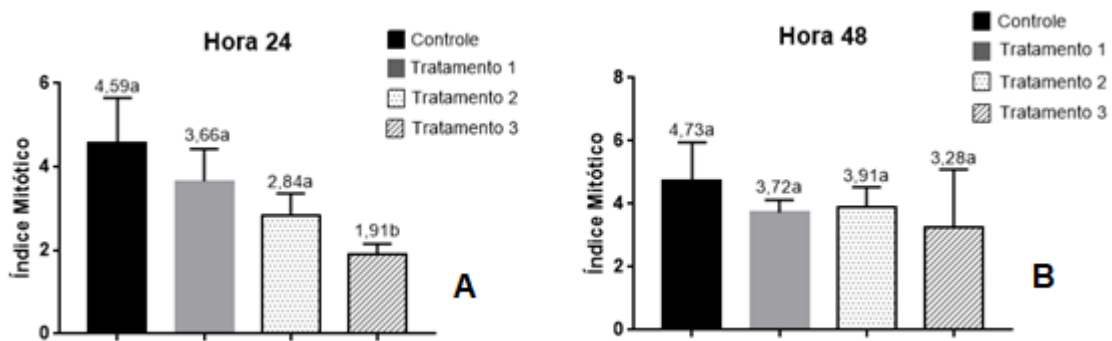 Hora 24
Controle
Tratamento 1
Tratamento 2
Tratamento 3
Índice Mitótico
6
4
2
0
4,59a
3,66a
2,84a
1,91b
A
Hora 48
Controle
Tratamento 1
Tratamento 2
Tratamento 3
Índice Mitótico
8
6
4
2
0
4,73a
3,72a
3,91a
3,28a
B